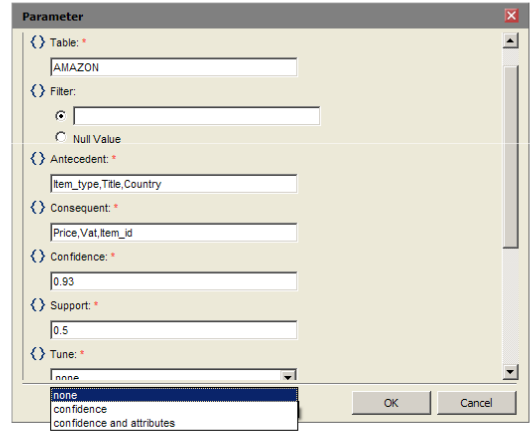 Parameter
{} Table: *
AMAZON
{} Filter:
Null Value
{} Antecedent: *
Item_type,Title,Country
{} Consequent: *
Price,Vat,Item_id
{} Confidence: *
0.93
{} Support: *
0.5
{} Tune: *
none
none
confidence
confidence and attributes
OK Cancel